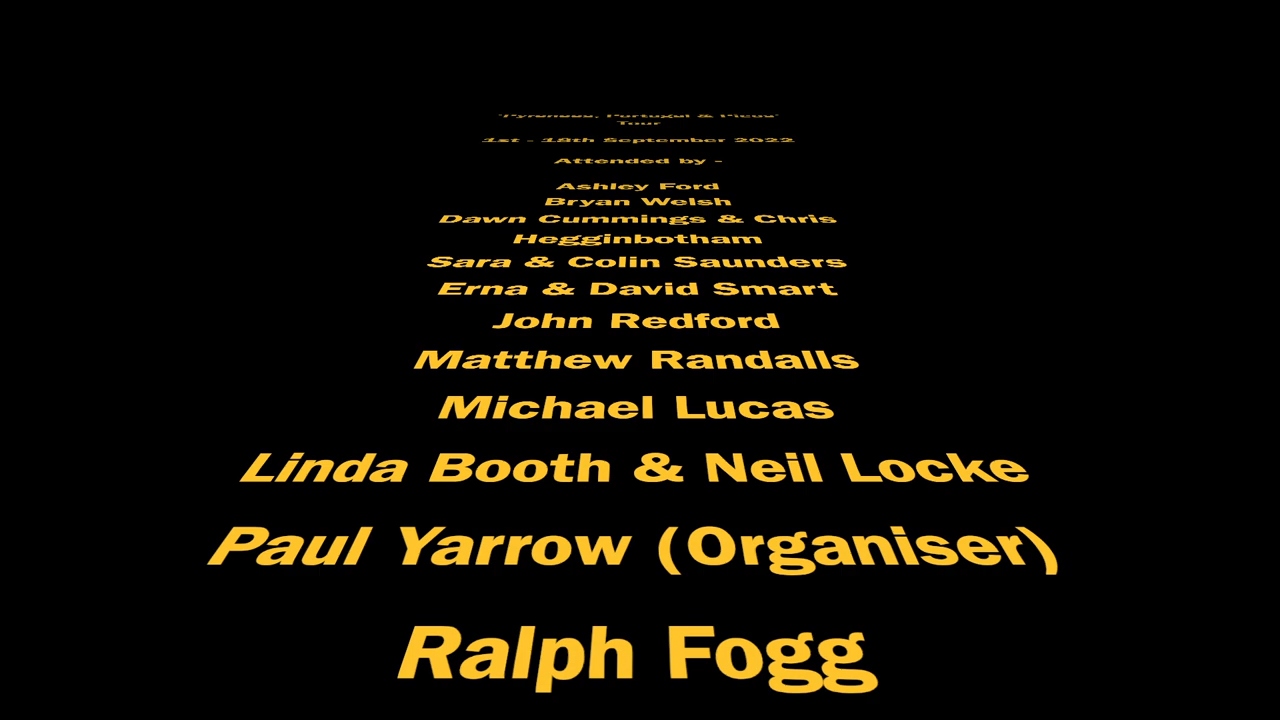 'Pyrenees, Portugal & Picos'
Tour
1st - 18th September 2022
Attended by -
Ashley Ford
Bryan Welsh
Dawn Cummings & Chris
Hegginbotham
Sara & Colin Saunders
Erna & David Smart
John Redford
Matthew Randalls
Michael Lucas
Linda Booth & Neil Locke
Paul Yarrow (Organiser)
Ralph Fogg